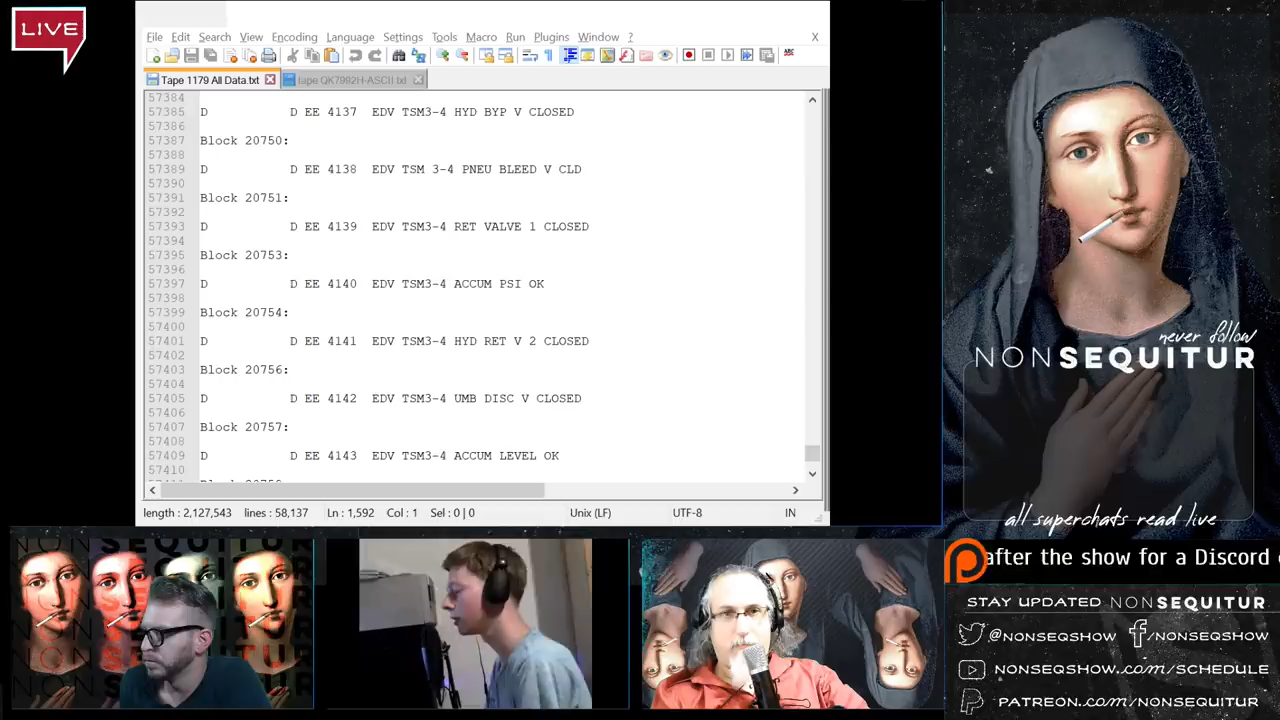 LIVE
File Edit Search View Encoding Language Settings Tools Macro Run Plugins Window ? X
Tape 1179 All Data.txt
tape QK7992H-ASCII txt
57384
57385 D D EE 4137 EDV TSM3-4 HYD BYP V CLOSED
57386
57387 Block 20750:
57388
57389 D D EE 4138 EDV TSM 3-4 PNEU BLEED V CLD
57390
57391 Block 20751:
57392
57393 D D EE 4139 EDV TSM3-4 RET VALVE 1 CLOSED
57394
57395 Block 20753:
57396
57397 D D EE 4140 EDV TSM3-4 ACCUM PSI OK
57398
57399 Block 20754:
57400
57401 D D EE 4141 EDV TSM3-4 HYD RET V 2 CLOSED
57402
57403 Block 20756:
57404
57405 D D EE 4142 EDV TSM3-4 UMB DISC V CLOSED
57406
57407 Block 20757:
57408
57409 D D EE 4143 EDV TSM3-4 ACCUM LEVEL OK
57410
length : 2,127,543 lines : 58,137 Ln : 1,592 Col : 1 Sel : 0 | 0 Unix (LF) UTF-8 IN
never follow
NONSEQUITUR
all superchats read live
after the show for a Discord
STAY UPDATED NONSEQUITUR
@NONSEQSHOW /NONSEQSHOW
NONSEQSHOW.com/SCHEDULE
PATREON.com/NONSEQUITUR